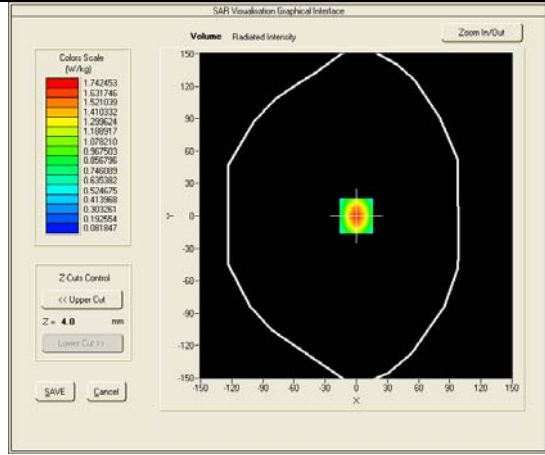 SAR Visualisation Graphical Interface
Volume Radiated Intensity
Zoom In/Out
Colors Scale
(W/kg)
1.742453
1.631746
1.521039
1.410332
1.299624
1.188917
1.078210
0.967503
0.856796
0.746089
0.635382
0.524675
0.413968
0.303261
0.192554
0.081847
Z Cuts Control
<< Upper Cut
Z = 4.0 mm
Lower Cut >>
SAVE Cancel
150
120
90
60
30
0
-30
-60
-90
-120
-150
Y
-150 -120 -90 -60 -30 0 30 60 90 120 150
X